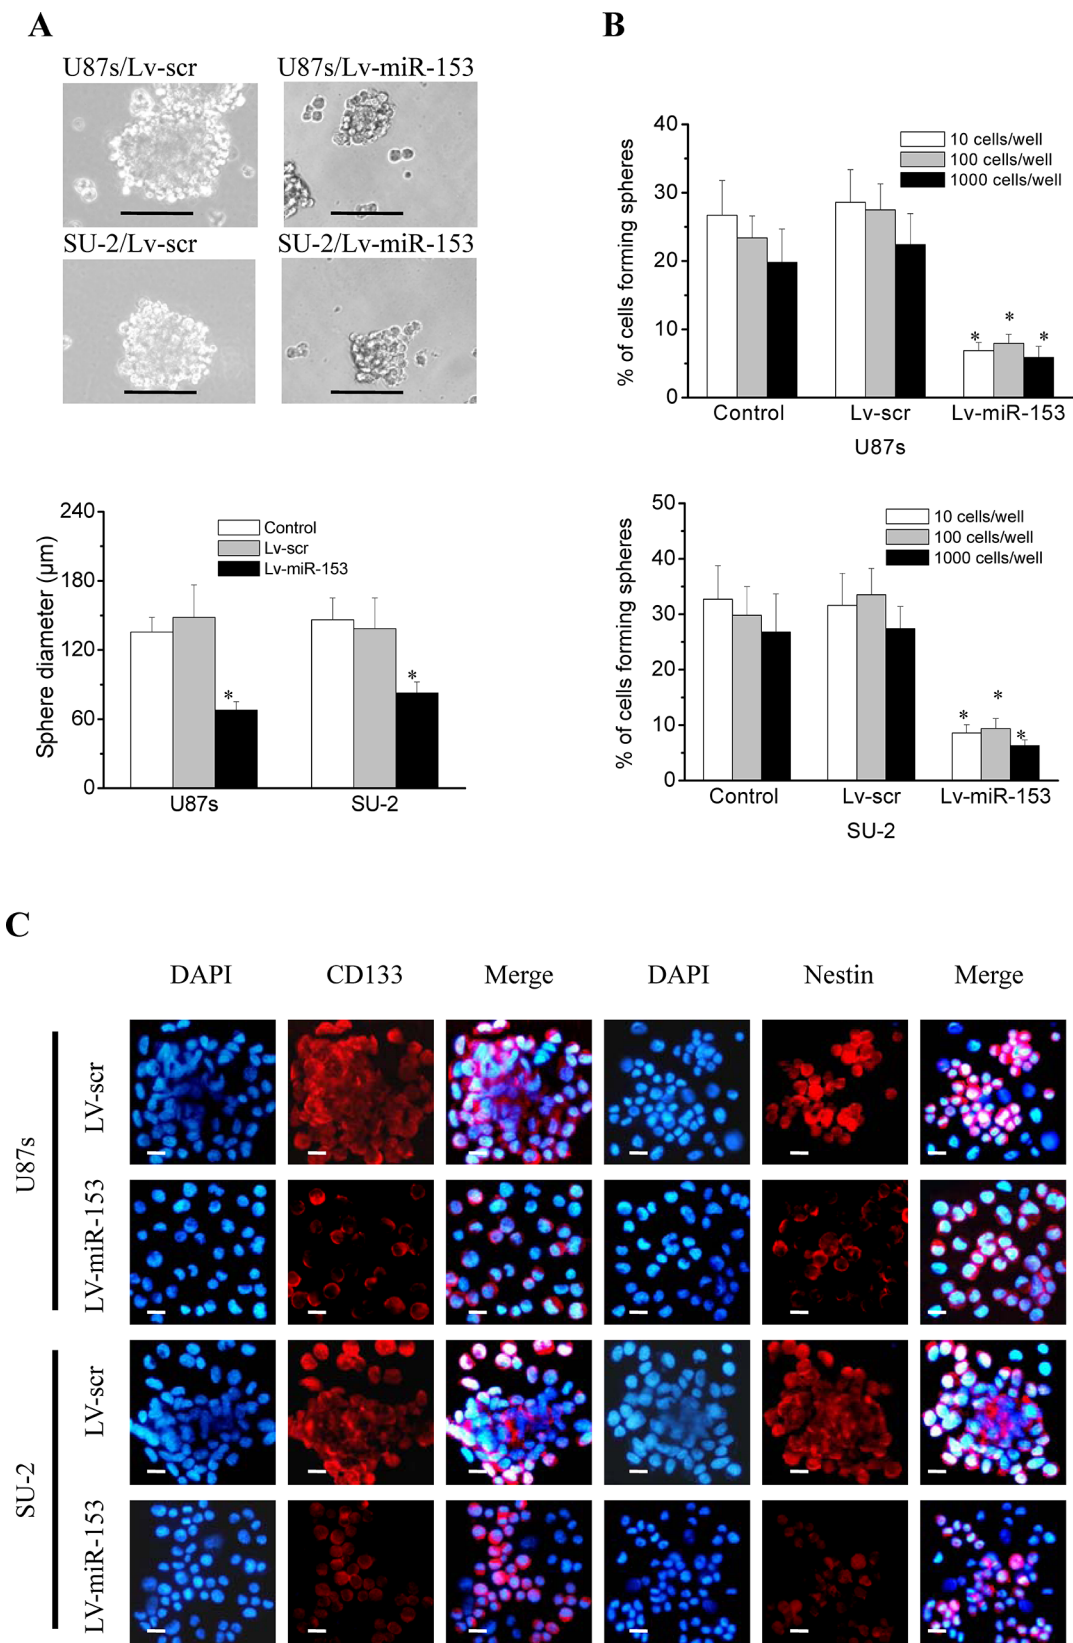 A
U87s/Lv-scr
U87s/Lv-miR-153
SU-2/Lv-scr
SU-2/Lv-miR-153
240
180
120
60
0
Sphere diameter (µm)
Control
Lv-scr
Lv-miR-153
*
*
U87s
SU-2
B
40
30
20
10
0
% of cells forming spheres
10 cells/well
100 cells/well
1000 cells/well
*
*
*
Control
Lv-scr
Lv-miR-153
U87s
50
40
30
20
10
0
% of cells forming spheres
10 cells/well
100 cells/well
1000 cells/well
*
*
*
Control
Lv-scr
Lv-miR-153
SU-2
C
DAPI
CD133
Merge
DAPI
Nestin
Merge
U87s
LV-scr
LV-miR-153
SU-2
LV-scr
LV-miR-153